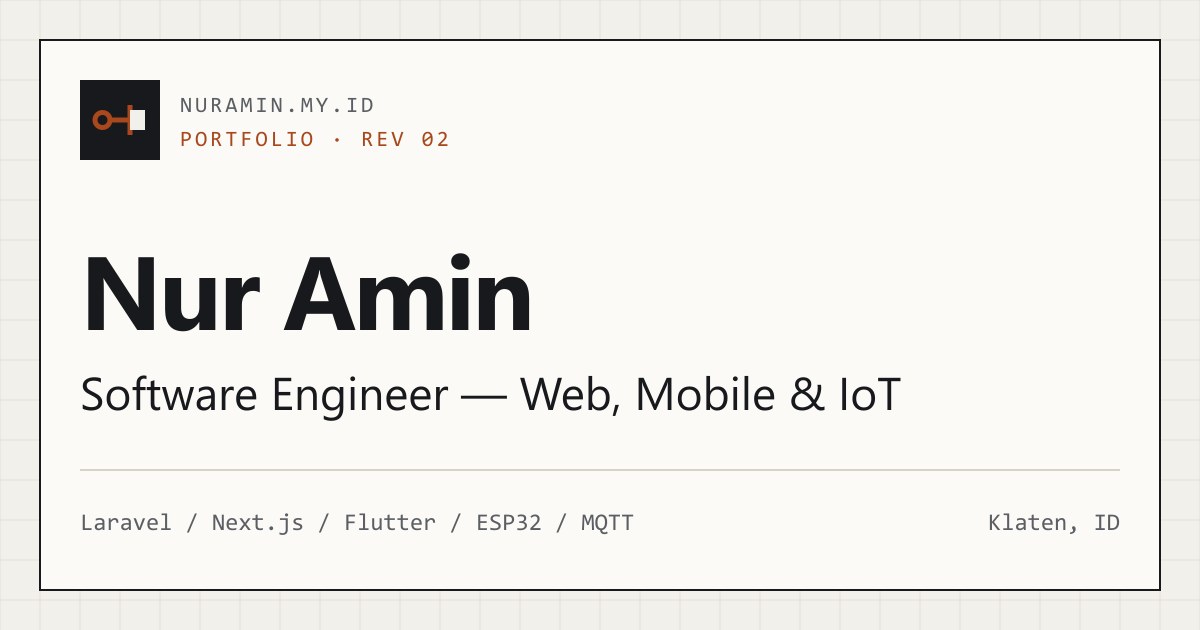 NURAMIN.MY.ID
PORTFOLIO · REV 02
Nur Amin
Software Engineer — Web, Mobile & IoT
Laravel / Next.js / Flutter / ESP32 / MQTT
Klaten, ID